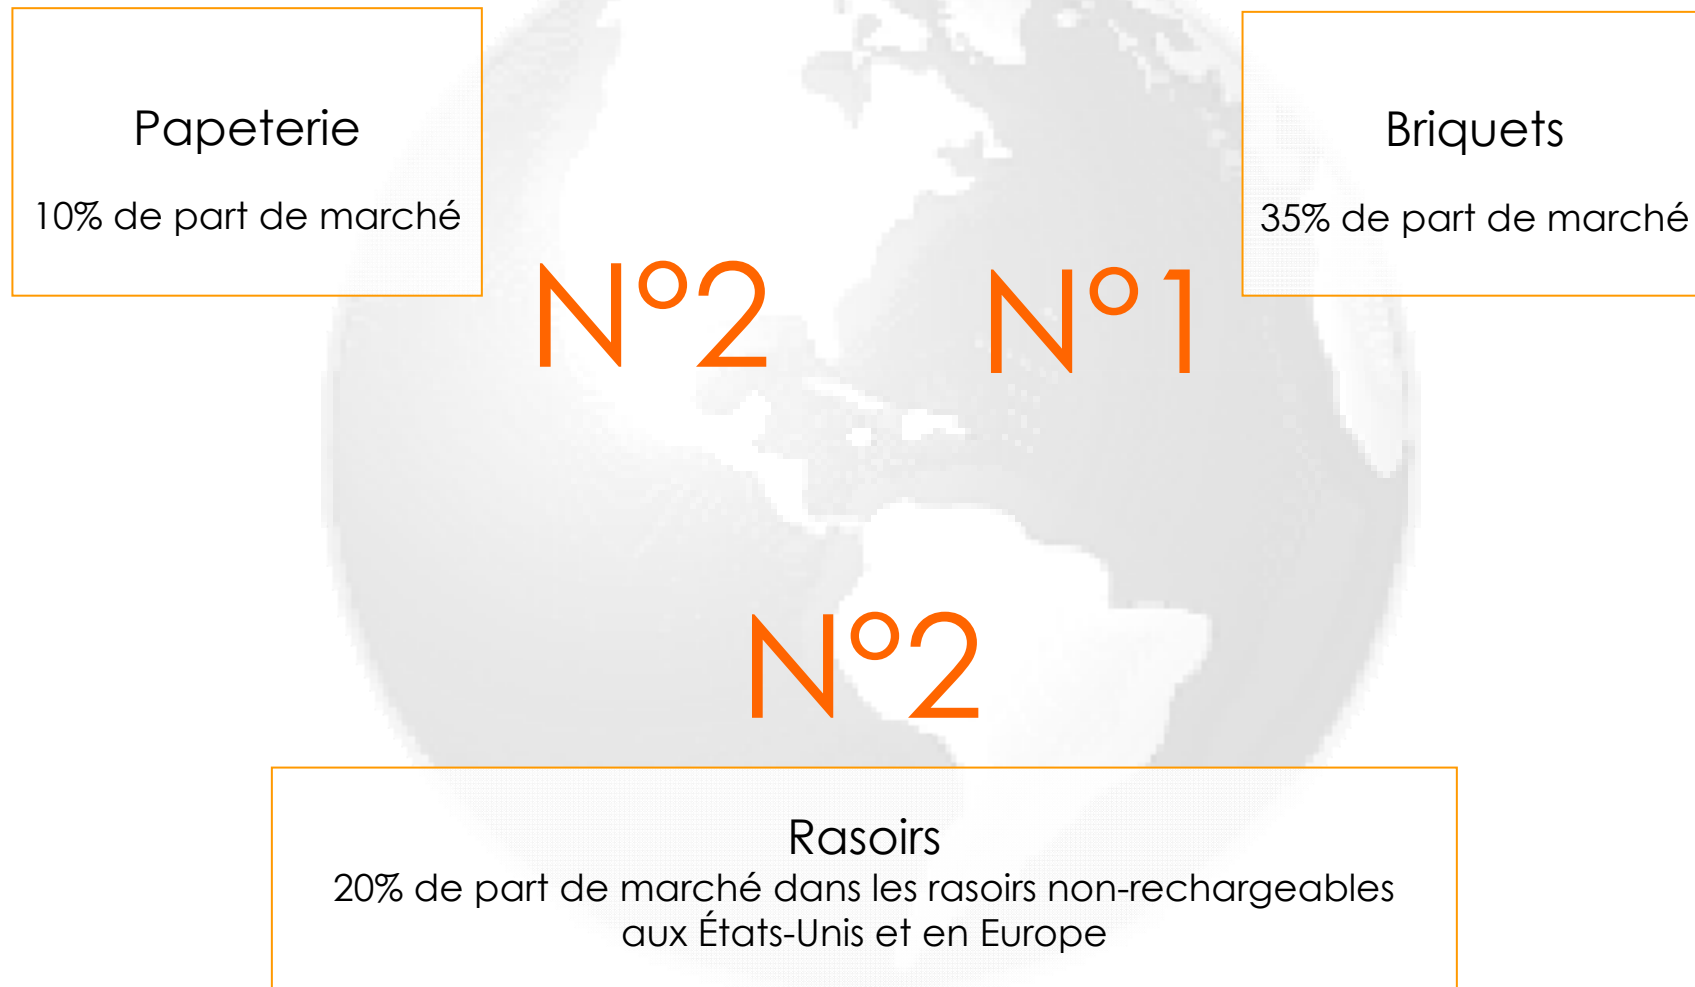 Papeterie
10% de part de marché
N°2
Briquets
35% de part de marché
N°1
N°2
Rasoirs
20% de part de marché dans les rasoirs non-rechargeables
aux États-Unis et en Europe